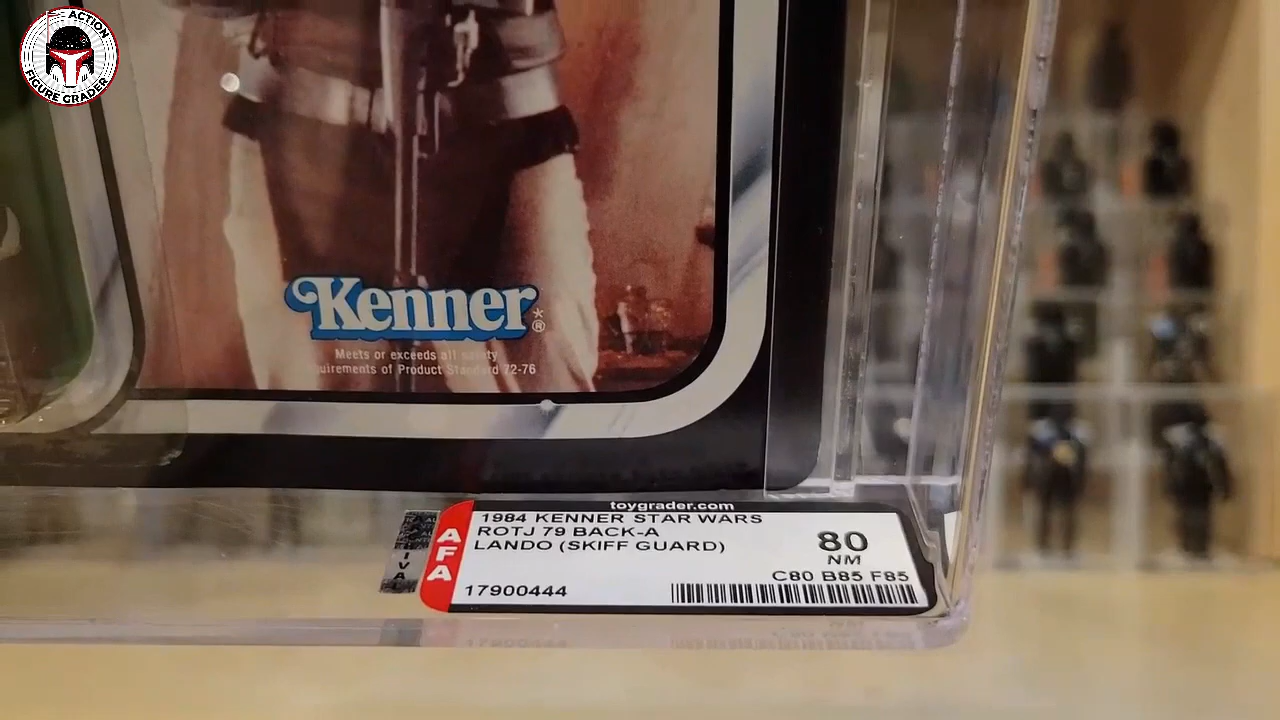 ACTION
FIGURE GRADER
Kenner®
Meets or exceeds all safety
uirements of Product Standard 72-76
toygrader.com
1984 KENNER STAR WARS
ROTJ 79 BACK-A
LANDO (SKIFF GUARD)
80
NM
C80 B85 F85
17900444
AFA